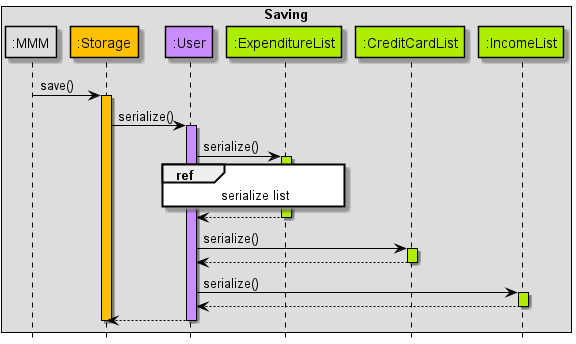 Saving
:MMM
:Storage
:User
:ExpenditureList
:CreditCardList
:IncomeList
save()
serialize()
serialize()
ref
serialize list
serialize()
serialize()